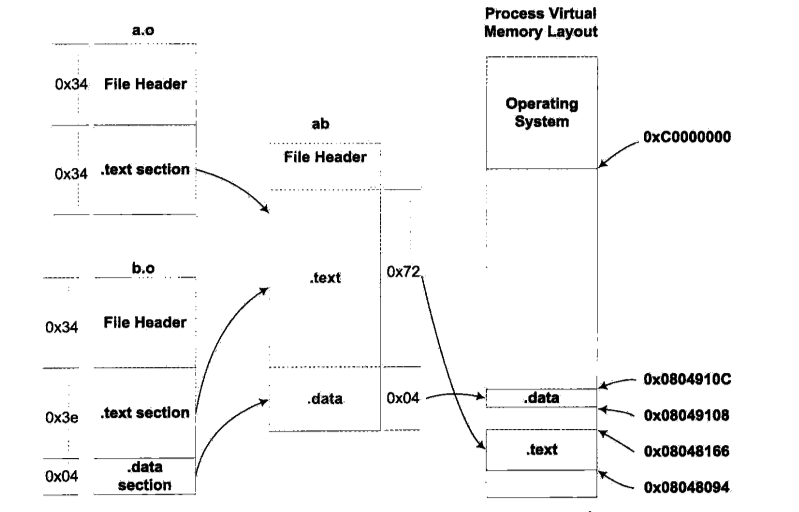 a.o
0x34
File Header
0x34
.text section
b.o
0x34
File Header
0x3e
.text section
0x04
.data
section
ab
File Header
.text
0x72
.data
0x04
Process Virtual
Memory Layout
Operating
System
0xC0000000
0x0804910C
.data
0x08049108
0x08048166
.text
0x08048094